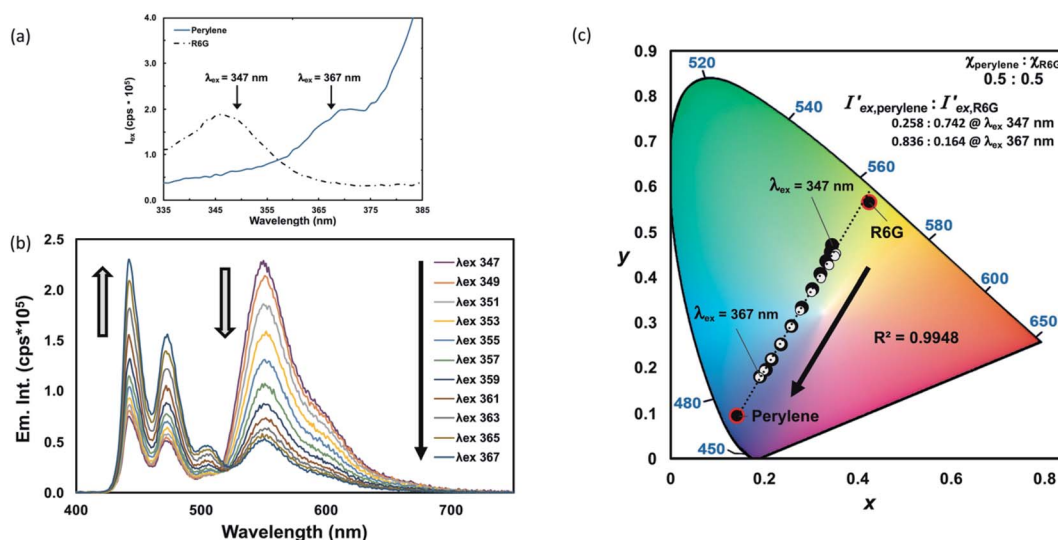 (a)
4.0
3.0
2.0
1.0
0.0
Perylene
R6G
λex = 347 nm
λex = 367 nm
Iex (cps * 10⁵)
335 345 355 365 375 385
Wavelength (nm)
(b)
2.5
2.0
1.5
1.0
0.5
0.0
Em. Int. (cps*10⁵)
λex 347
λex 349
λex 351
λex 353
λex 355
λex 357
λex 359
λex 361
λex 363
λex 365
λex 367
400 500 600 700
Wavelength (nm)
(c)
0.9
0.8
0.7
0.6
0.5
0.4
0.3
0.2
0.1
0
y
χperylene : χR6G
0.5 : 0.5
I'ex,perylene : I'ex,R6G
0.258 : 0.742 @ λex 347 nm
0.836 : 0.164 @ λex 367 nm
520
540
560
580
600
650
480
450
λex = 347 nm
R6G
λex = 367 nm
R² = 0.9948
Perylene
0 0.2 0.4 0.6 0.8
x